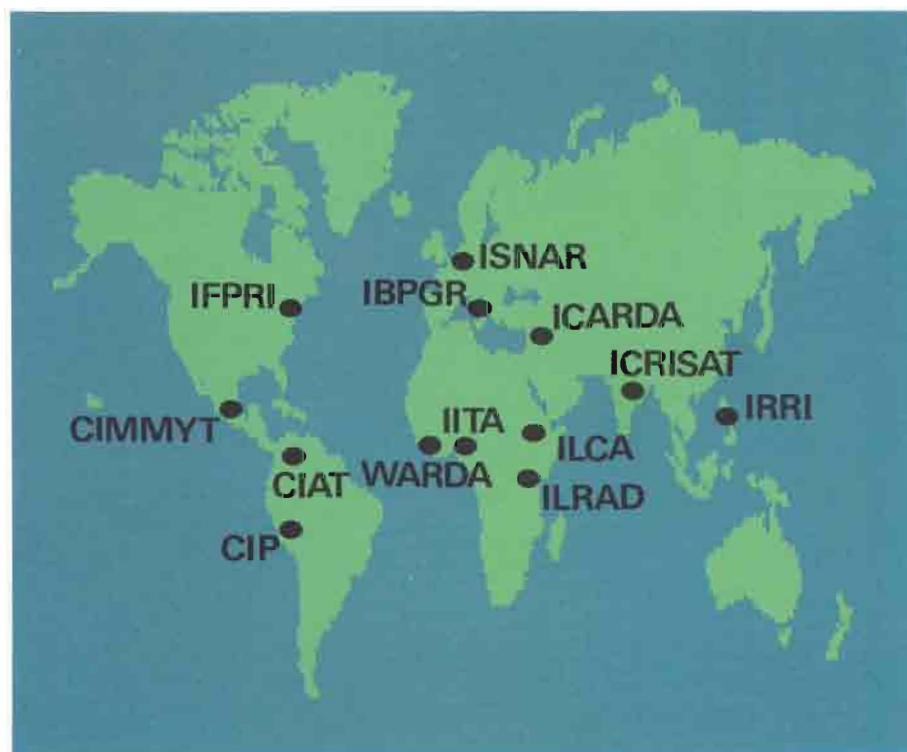 ISNAR
IFPRI
IBPGR
ICARDA
ICRISAT
CIMMYT
IITA
IRRI
WARDA
ILCA
CIAT
ILRAD
CIP